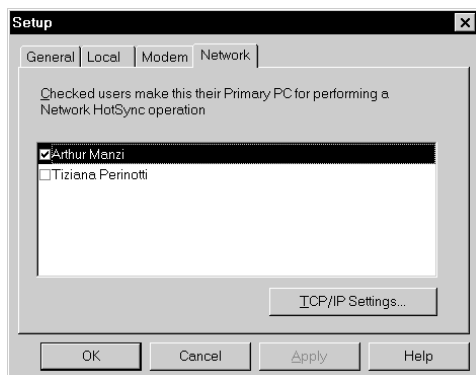 Setup
General Local Modem Network
Checked users make this their Primary PC for performing a
Network HotSync operation
Arthur Manzi
Tiziana Perinotti
TCP/IP Settings...
OK Cancel Apply Help